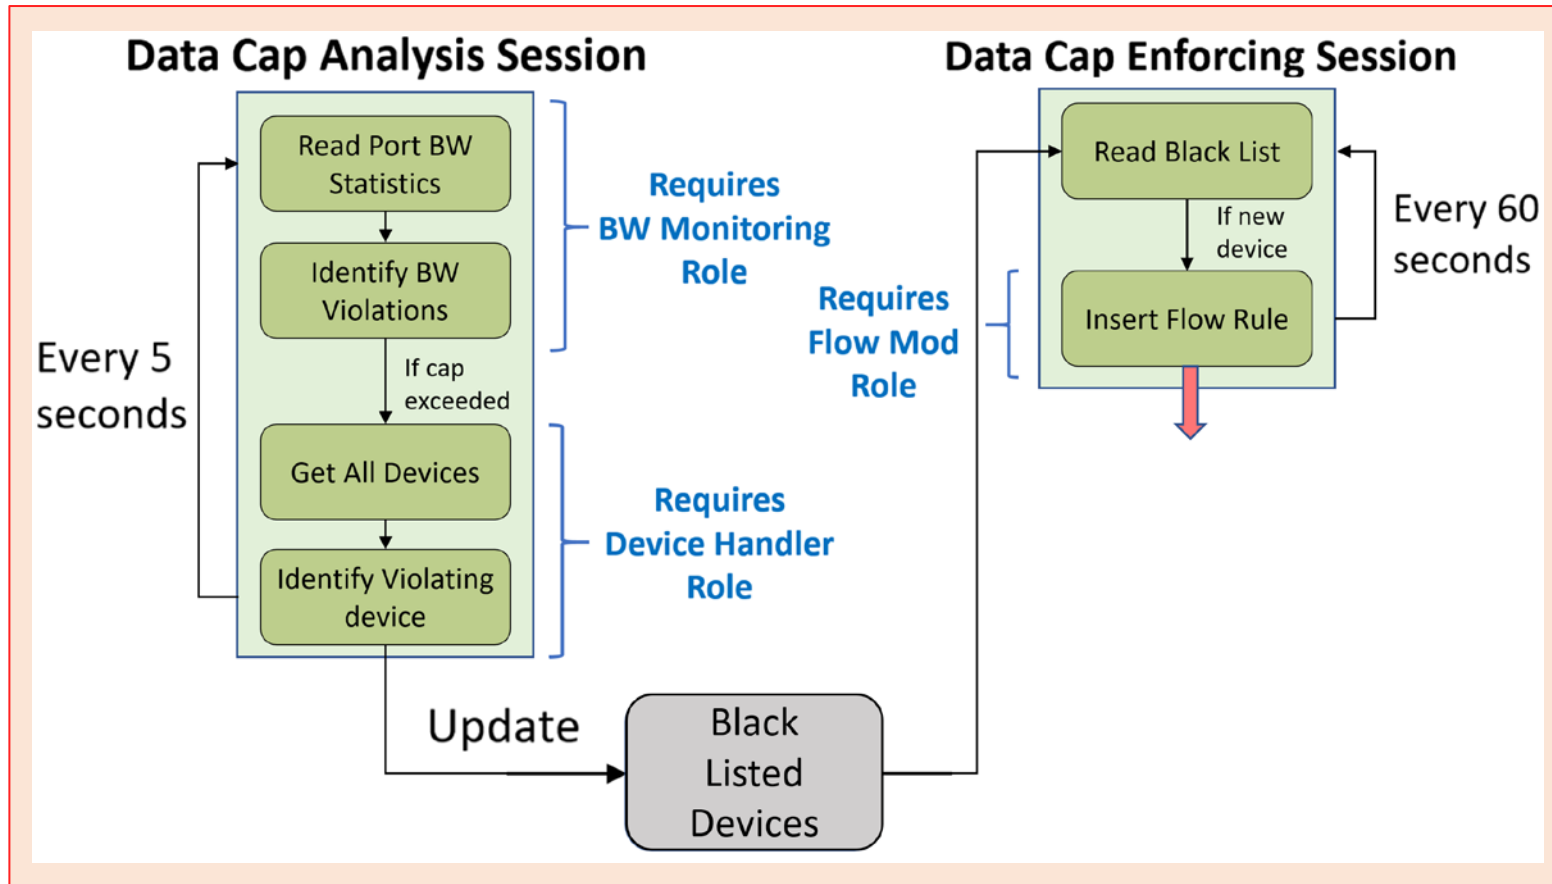 Data Cap Analysis Session
Read Port BW
Statistics
Identify BW
Violations
If cap
exceeded
Get All Devices
Identify Violating
device
Every 5
seconds
Requires
BW Monitoring
Role
Requires
Device Handler
Role
Update
Black
Listed
Devices
Data Cap Enforcing Session
Read Black List
If new
device
Insert Flow Rule
Requires
Flow Mod
Role
Every 60
seconds